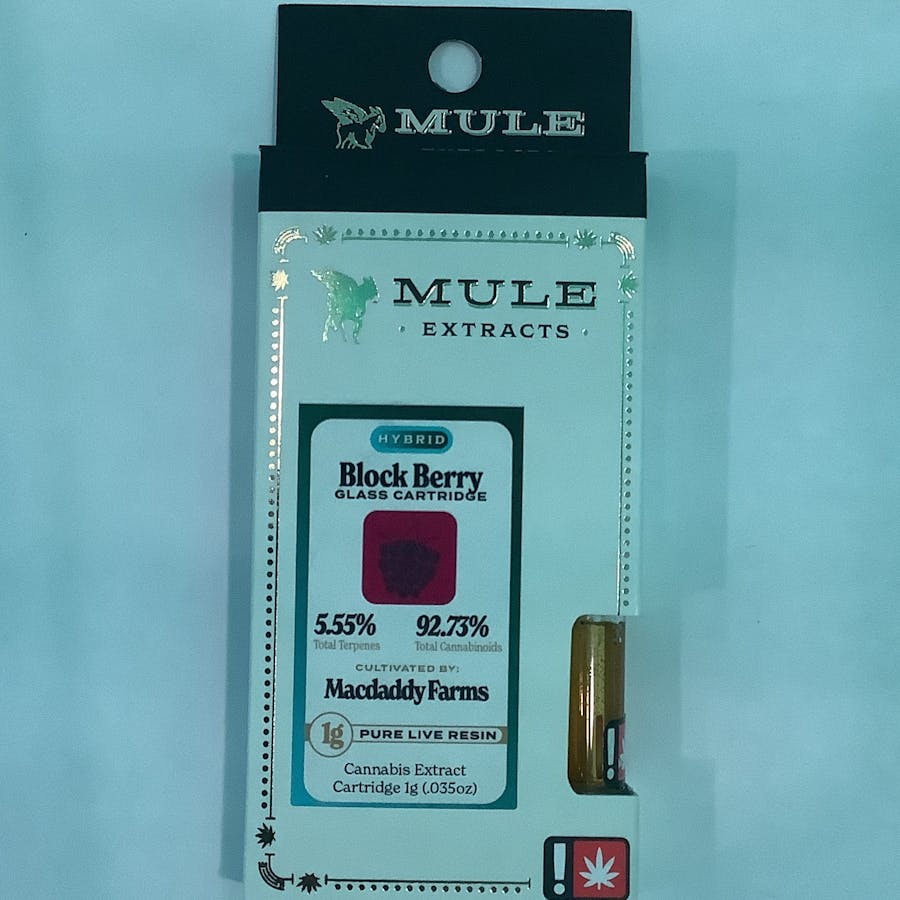 MULE
MULE
· EXTRACTS ·
HYBRID
Block Berry
GLASS CARTRIDGE
5.55% 92.73%
Total Terpenes Total Cannabinoids
CULTIVATED BY:
Macdaddy Farms
1g PURE LIVE RESIN
Cannabis Extract
Cartridge 1g (.035oz)
!
!